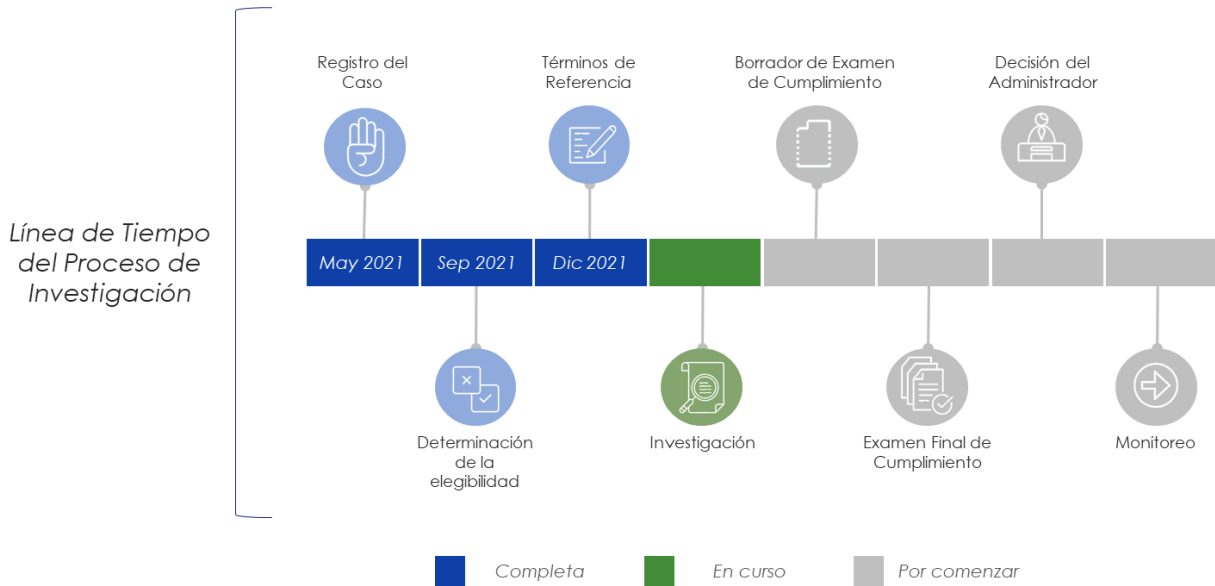 Línea de Tiempo
del Proceso de
Investigación
Registro del
Caso
Términos de
Referencia
Borrador de Examen
de Cumplimiento
Decisión del
Administrador
May 2021
Sep 2021
Dic 2021
Determinación
de la
elegibilidad
Investigación
Examen Final de
Cumplimiento
Monitoreo
Completa
En curso
Por comenzar